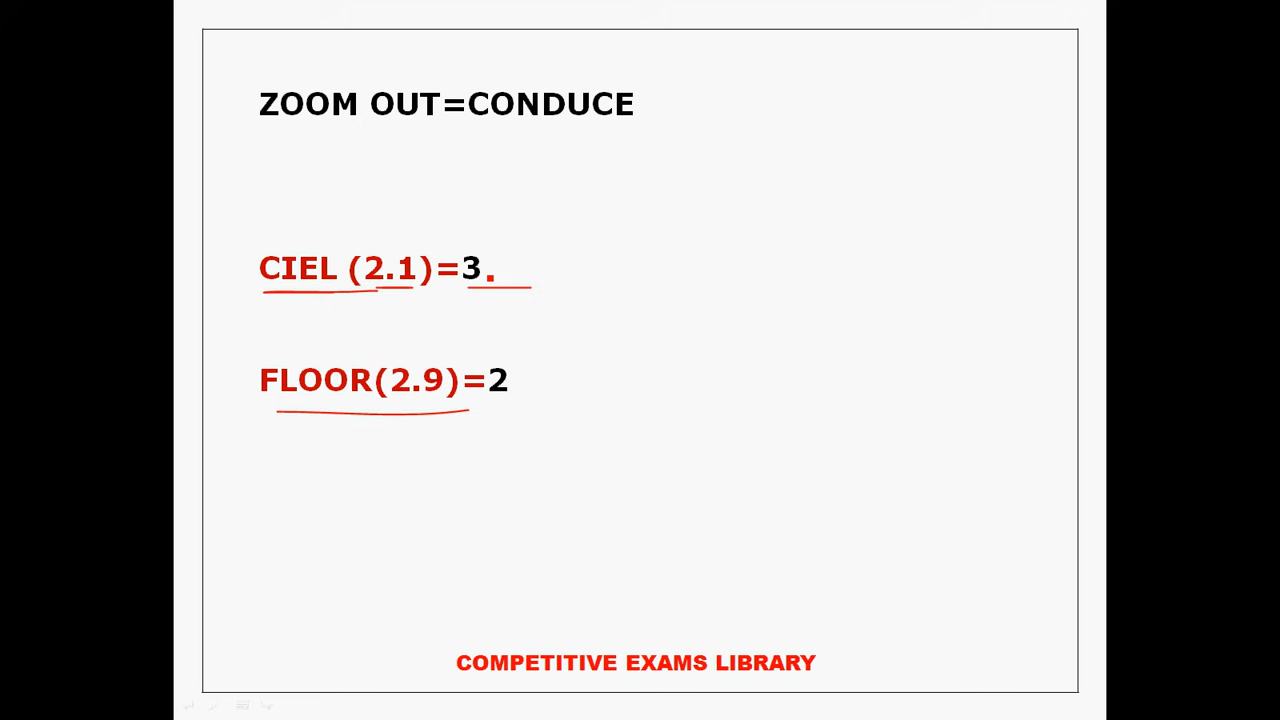 ZOOM OUT=CONDUCE
CIEL (2.1)=3.
FLOOR(2.9)=2
COMPETITIVE EXAMS LIBRARY